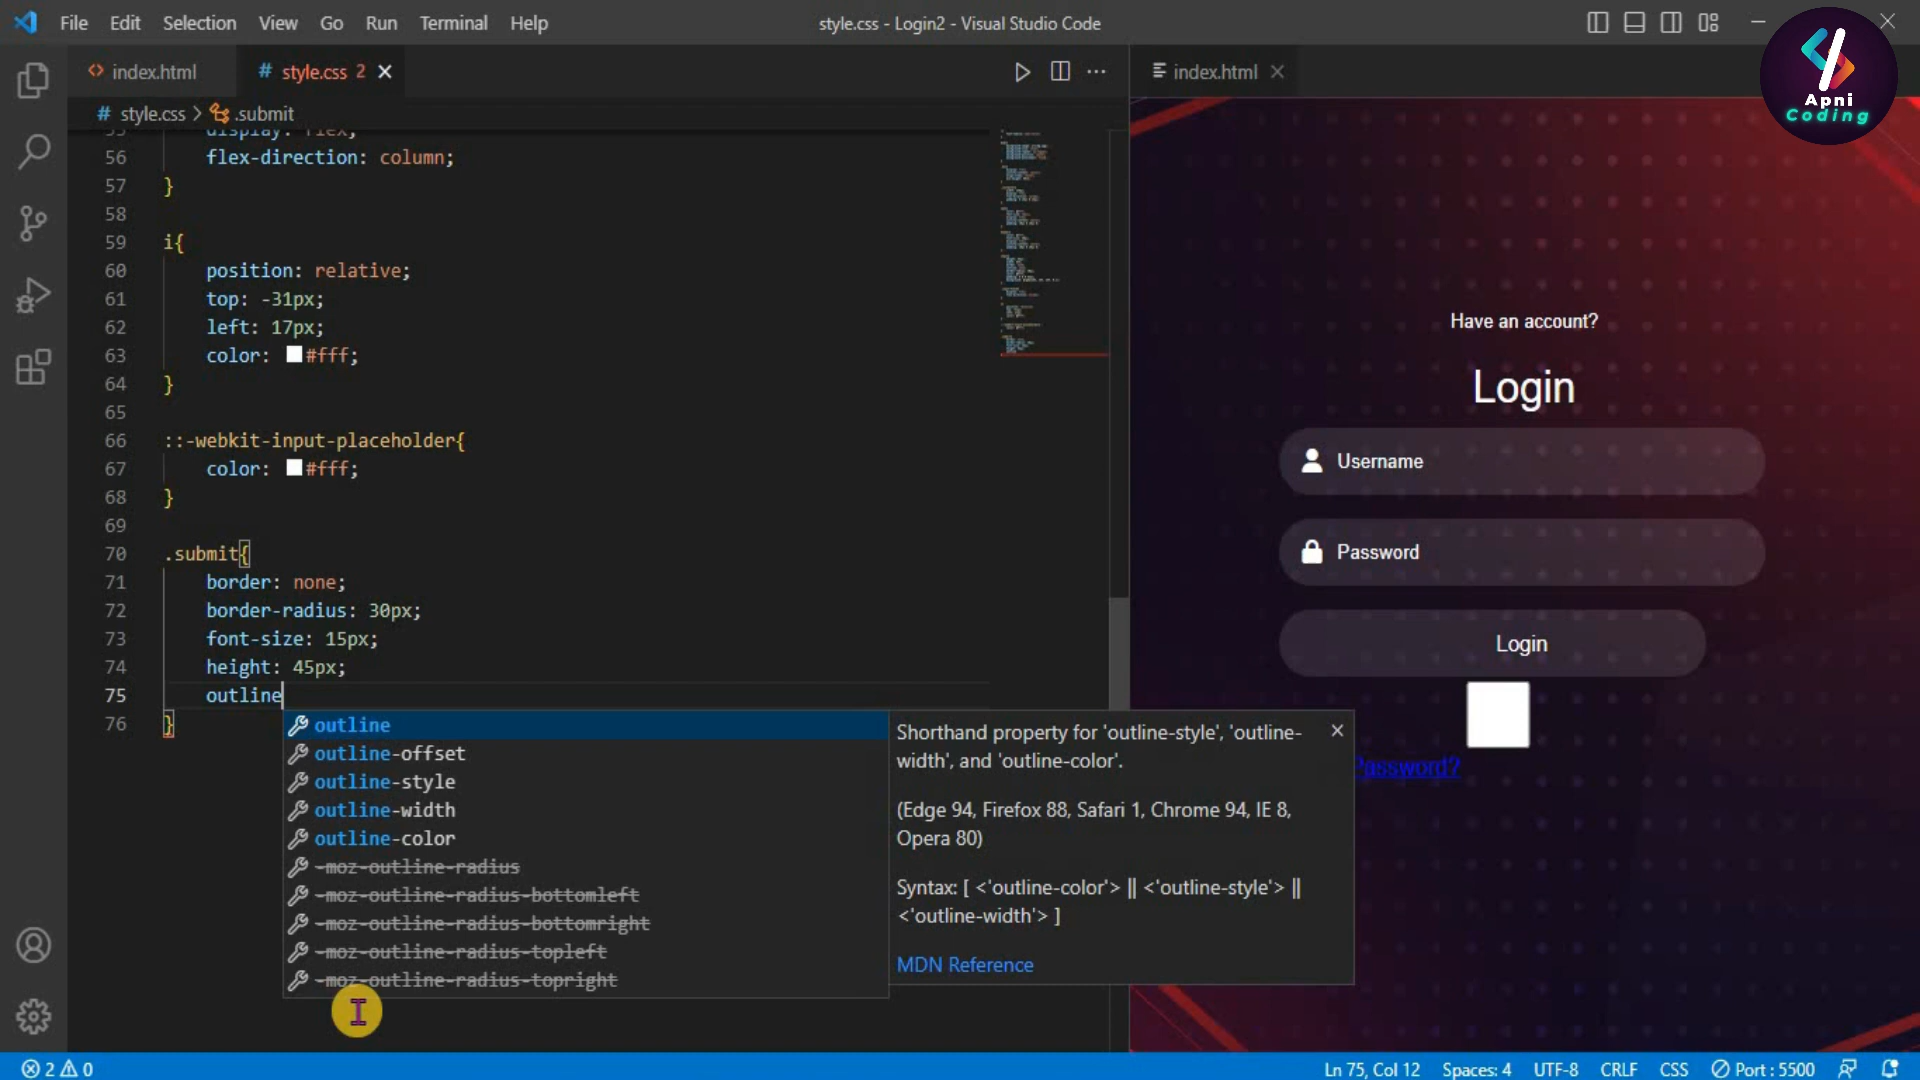 File Edit Selection View Go Run Terminal Help
style.css - Login2 - Visual Studio Code
Apni
Coding
<> index.html
# style.css 2
index.html
# style.css > .submit
55 display: flex;
56 flex-direction: column;
57 }
58
59 i{
60 position: relative;
61 top: -31px;
62 left: 17px;
63 color: #fff;
64 }
65
66 ::-webkit-input-placeholder{
67 color: #fff;
68 }
69
70 .submit{
71 border: none;
72 border-radius: 30px;
73 font-size: 15px;
74 height: 45px;
75 outline
76 }
outline
outline-offset
outline-style
outline-width
outline-color
-moz-outline-radius
-moz-outline-radius-bottomleft
-moz-outline-radius-bottomright
-moz-outline-radius-topleft
-moz-outline-radius-topright
Shorthand property for 'outline-style', 'outline-
width', and 'outline-color'.
(Edge 94, Firefox 88, Safari 1, Chrome 94, IE 8,
Opera 80)
Syntax: [ <'outline-color'> || <'outline-style'> ||
<'outline-width'> ]
MDN Reference
Have an account?
Login
Username
Password
Login
Password?
2 0
Ln 75, Col 12 Spaces: 4 UTF-8 CRLF CSS Port : 5500